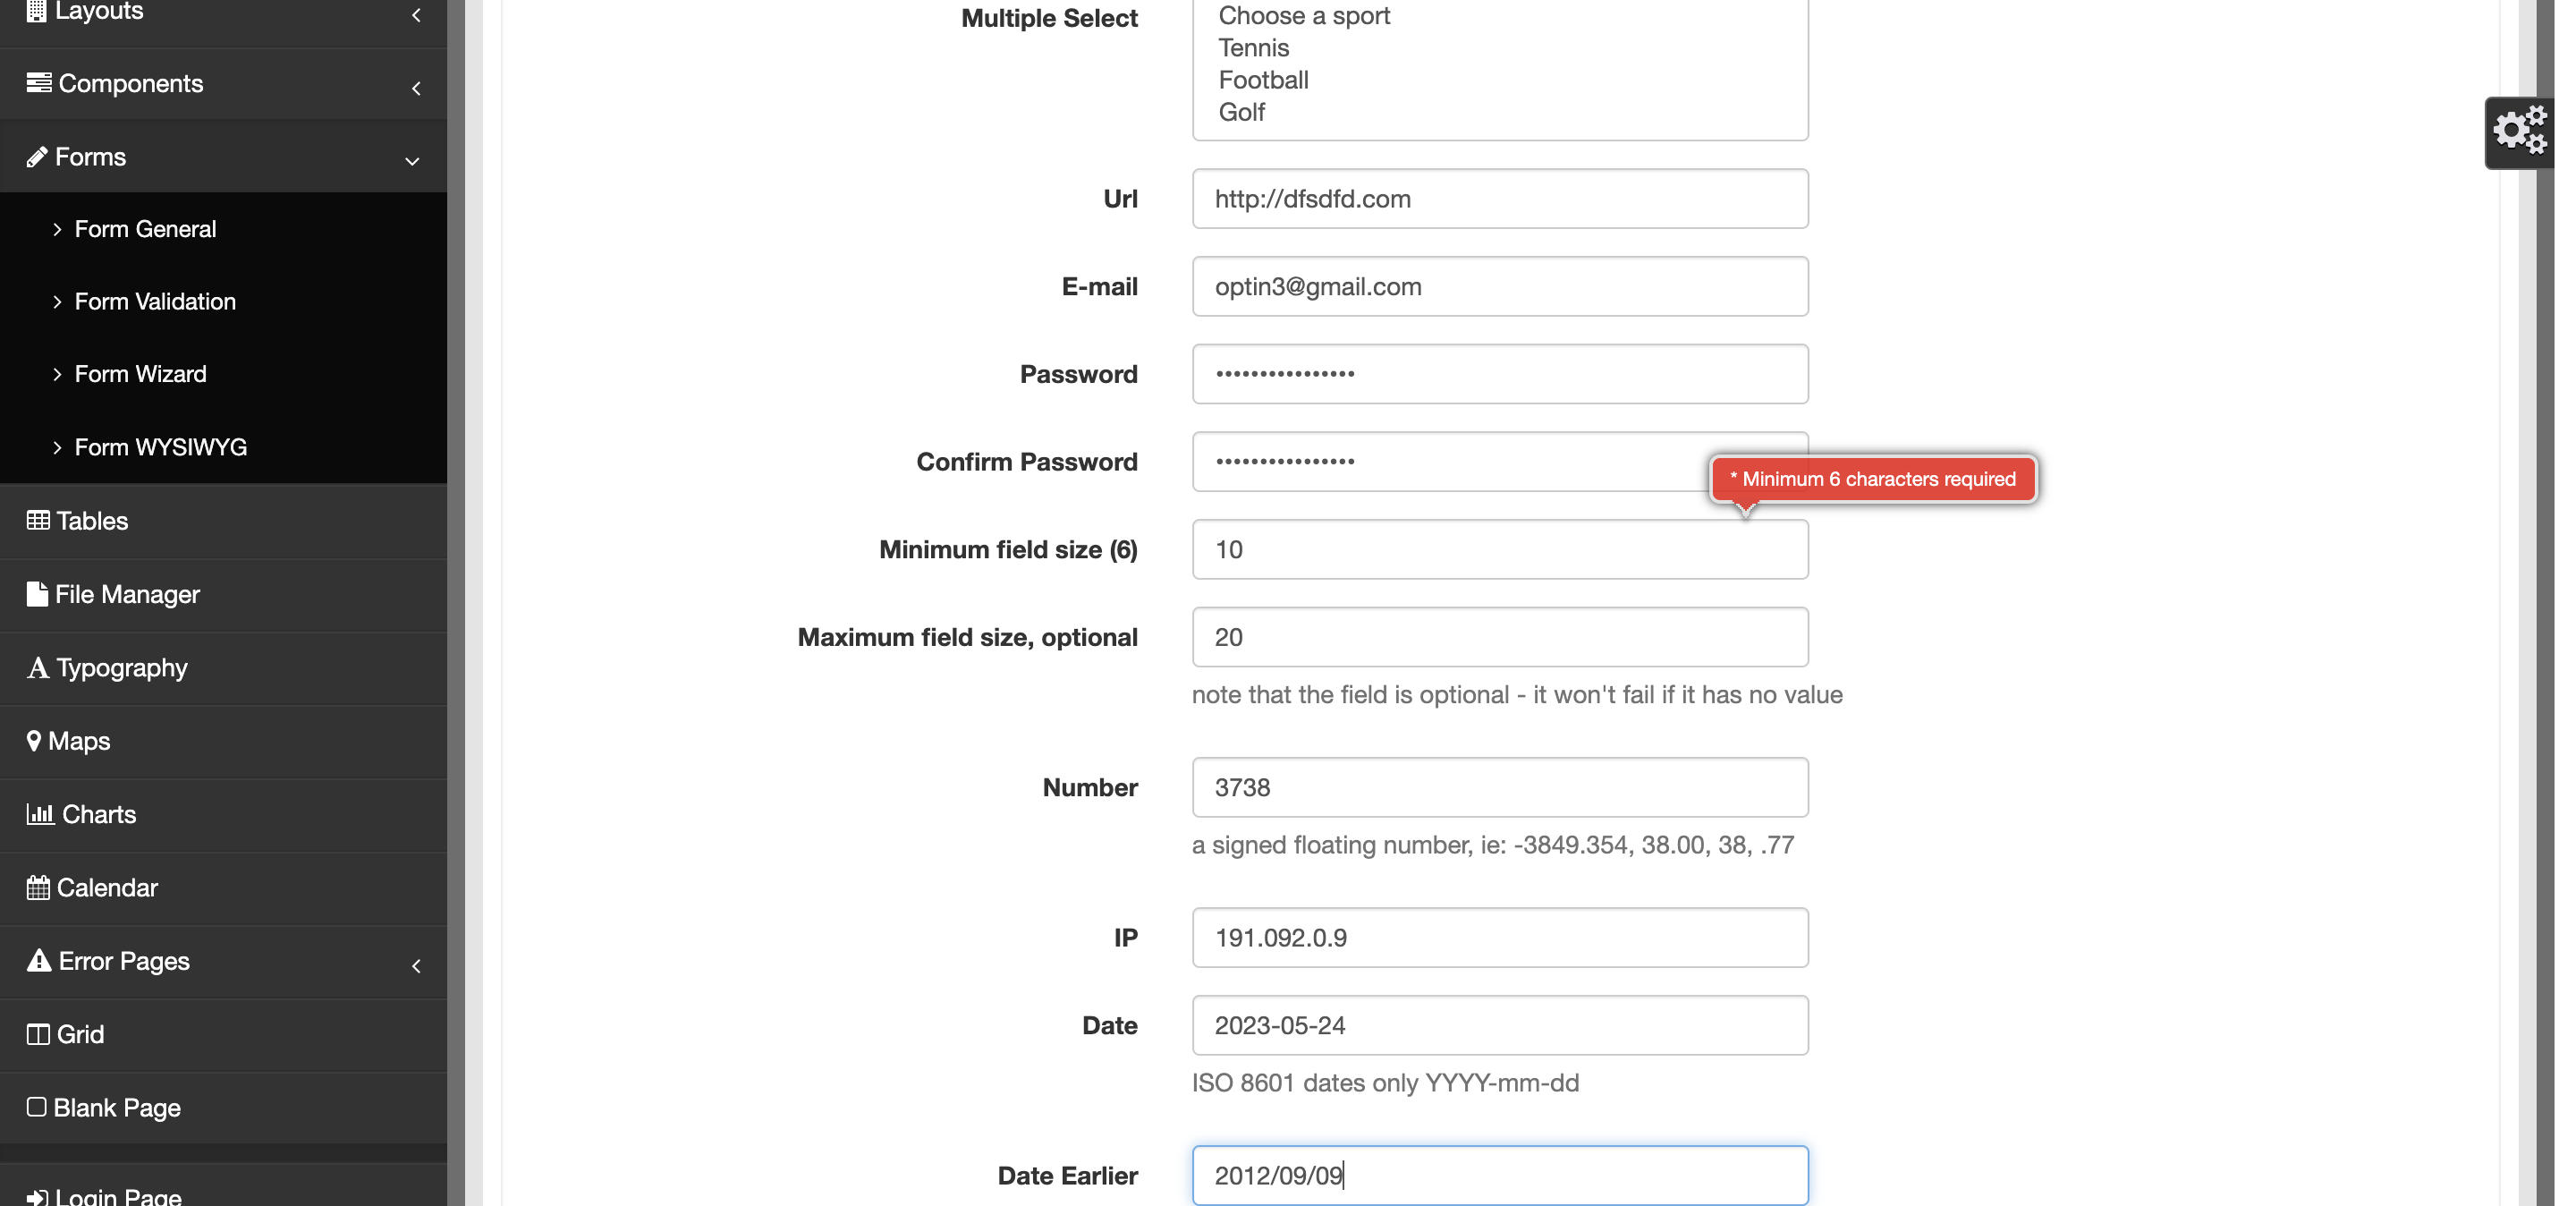 Layouts
Components
Forms
Form General
Form Validation
Form Wizard
Form WYSIWYG
Tables
File Manager
Typography
Maps
Charts
Calendar
Error Pages
Grid
Blank Page
Login Page
Multiple Select
Choose a sport
Tennis
Football
Golf
Url
http://dfsdfd.com
E-mail
optin3@gmail.com
Password
••••••••••••••••
Confirm Password
••••••••••••••••
* Minimum 6 characters required
Minimum field size (6)
10
Maximum field size, optional
20
note that the field is optional - it won't fail if it has no value
Number
3738
a signed floating number, ie: -3849.354, 38.00, 38, .77
IP
191.092.0.9
Date
2023-05-24
ISO 8601 dates only YYYY-mm-dd
Date Earlier
2012/09/09